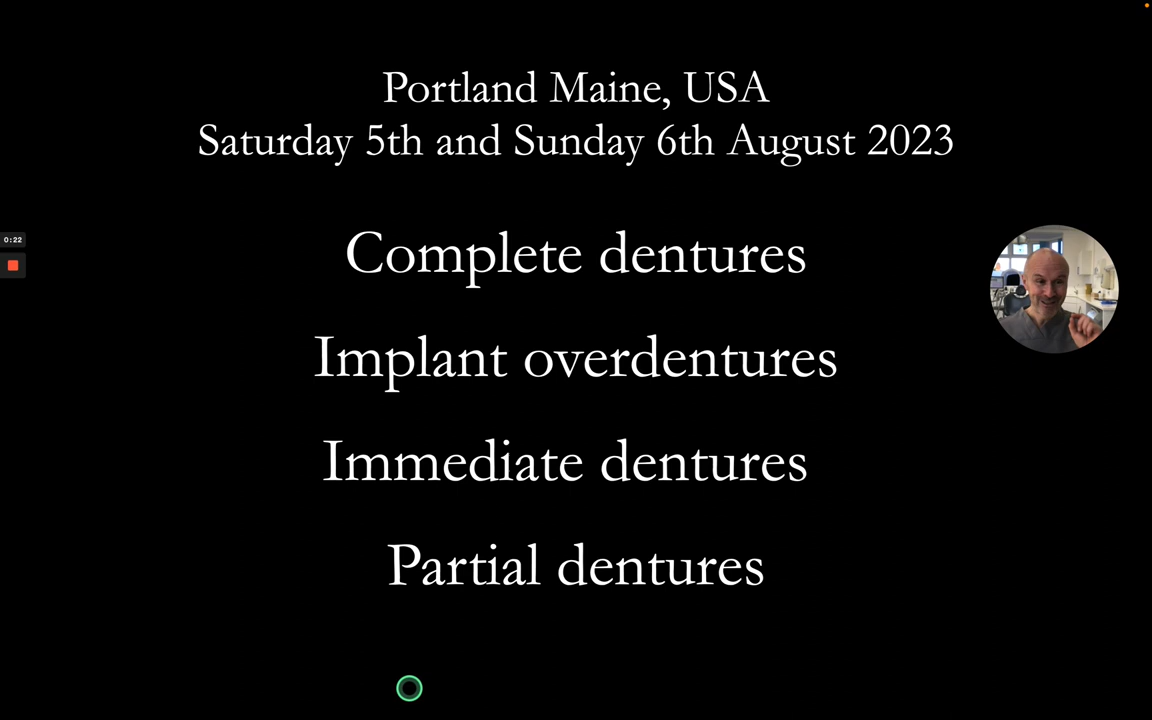 Portland Maine, USA
Saturday 5th and Sunday 6th August 2023
0:22
Complete dentures
Implant overdentures
Immediate dentures
Partial dentures